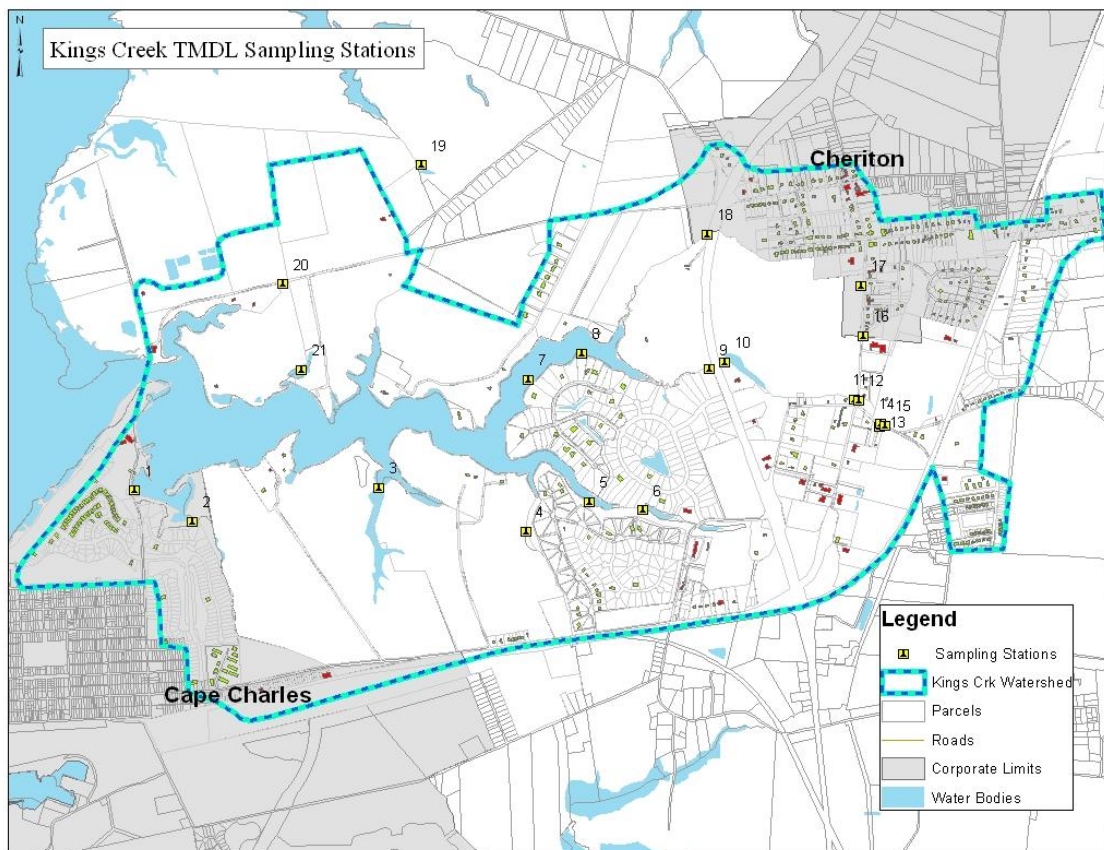 N
Kings Creek TMDL Sampling Stations
19
Cheriton
18
20
17
16
21
8
7
9 10
11 12
14 15
13
1
3
5
6
2
4
Cape Charles
Legend
Sampling Stations
Kings Crk Watershed
Parcels
Roads
Corporate Limits
Water Bodies